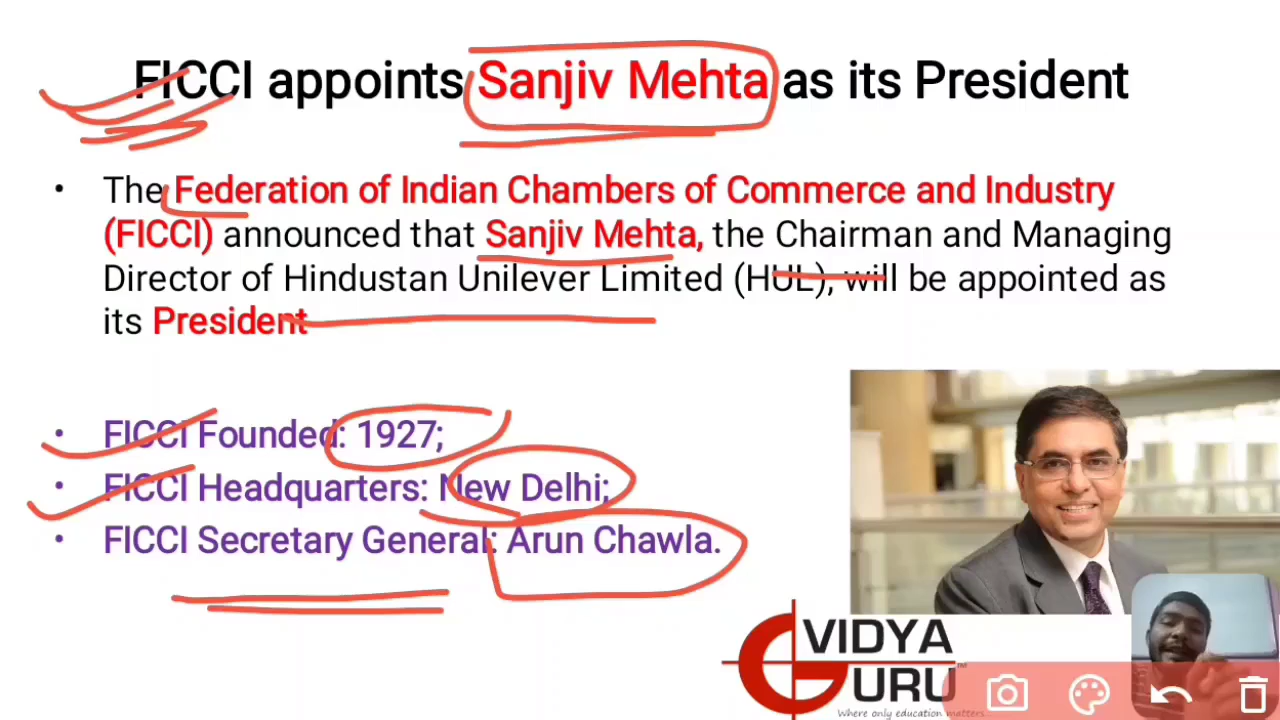 FICCI appoints Sanjiv Mehta as its President
• The Federation of Indian Chambers of Commerce and Industry
(FICCI) announced that Sanjiv Mehta, the Chairman and Managing
Director of Hindustan Unilever Limited (HUL), will be appointed as
its President
• FICCI Founded: 1927;
• FICCI Headquarters: New Delhi;
• FICCI Secretary General: Arun Chawla.
VIDYA
GURU
Where only education matters...